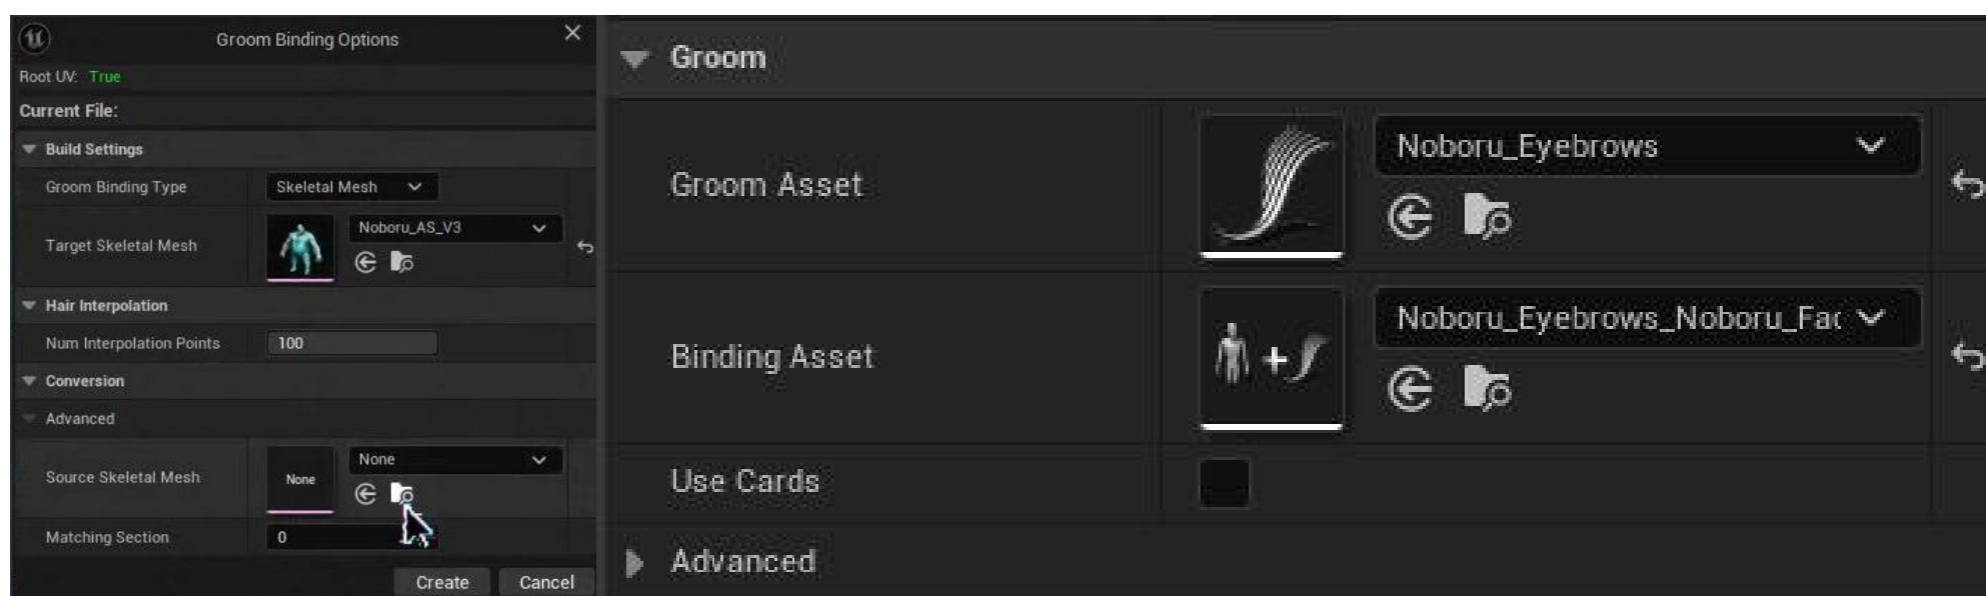 Groom Binding Options
Root UV: True
Current File:
Build Settings
Groom Binding Type Skeletal Mesh
Target Skeletal Mesh Noboru_AS_V3
Hair Interpolation
Num Interpolation Points 100
Conversion
Advanced
Source Skeletal Mesh None None
Matching Section 0
Create Cancel
Groom
Groom Asset Noboru_Eyebrows
Binding Asset Noboru_Eyebrows_Noboru_Fac
Use Cards
Advanced